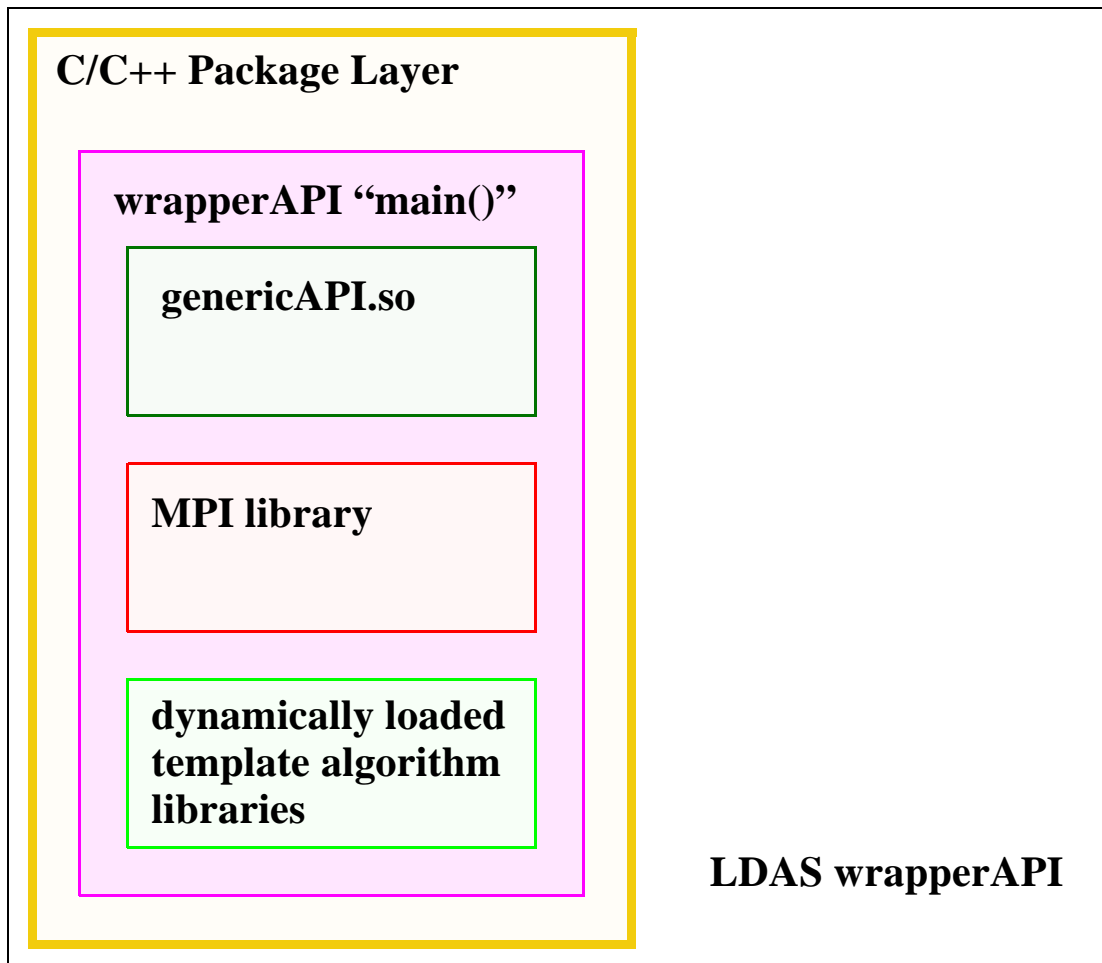 C/C++ Package Layer
wrapperAPI “main()”
genericAPI.so
MPI library
dynamically loaded
template algorithm
libraries
LDAS wrapperAPI